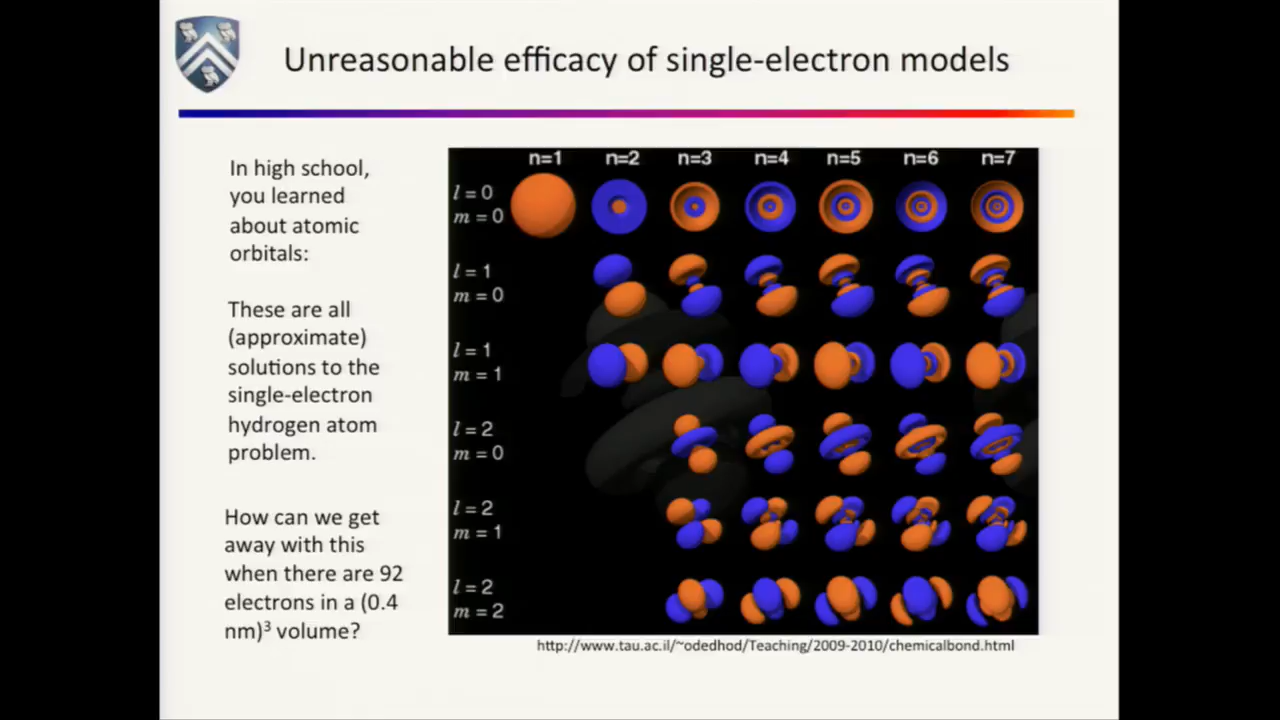 Unreasonable efficacy of single-electron models
In high school,
you learned
about atomic
orbitals:
These are all
(approximate)
solutions to the
single-electron
hydrogen atom
problem.
How can we get
away with this
when there are 92
electrons in a (0.4
nm)³ volume?
n=1 n=2 n=3 n=4 n=5 n=6 n=7
l = 0
m = 0
l = 1
m = 0
l = 1
m = 1
l = 2
m = 0
l = 2
m = 1
l = 2
m = 2
http://www.tau.ac.il/~odedhod/Teaching/2009-2010/chemicalbond.html